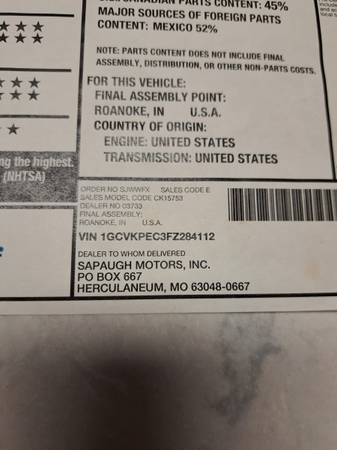 CANADIAN PARTS CONTENT: 45%
MAJOR SOURCES OF FOREIGN PARTS
CONTENT: MEXICO 52%
NOTE: PARTS CONTENT DOES NOT INCLUDE FINAL
ASSEMBLY, DISTRIBUTION, OR OTHER NON-PARTS COSTS.
FOR THIS VEHICLE:
FINAL ASSEMBLY POINT:
ROANOKE, IN U.S.A.
COUNTRY OF ORIGIN:
ENGINE: UNITED STATES
TRANSMISSION: UNITED STATES
★★★
★★★
★★★
★★★
★
ng the highest.
(NHTSA)
ORDER NO SJWWFX SALES CODE E
SALES MODEL CODE CK15753
DEALER NO 03733
FINAL ASSEMBLY:
ROANOKE, IN U.S.A.
VIN 1GCVKPEC3FZ284112
DEALER TO WHOM DELIVERED
SAPAUGH MOTORS, INC.
PO BOX 667
HERCULANEUM, MO 63048-0667